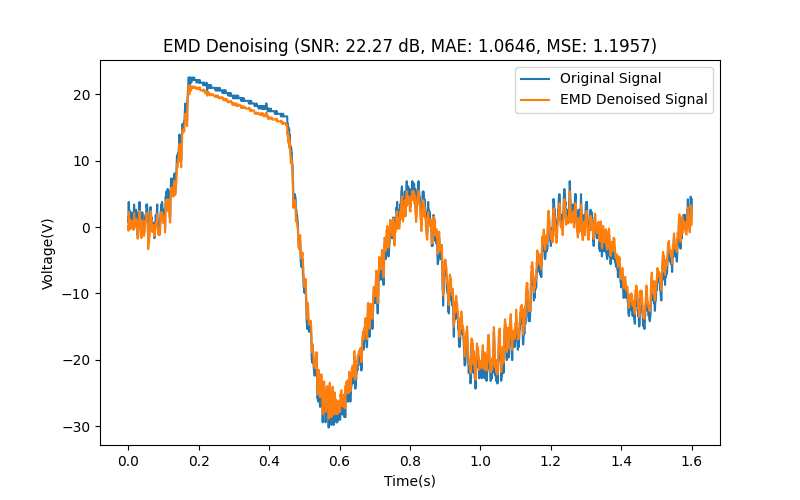 EMD Denoising (SNR: 22.27 dB, MAE: 1.0646, MSE: 1.1957)
Original Signal
EMD Denoised Signal
20
10
0
−10
−20
−30
Voltage(V)
0.0 0.2 0.4 0.6 0.8 1.0 1.2 1.4 1.6
Time(s)